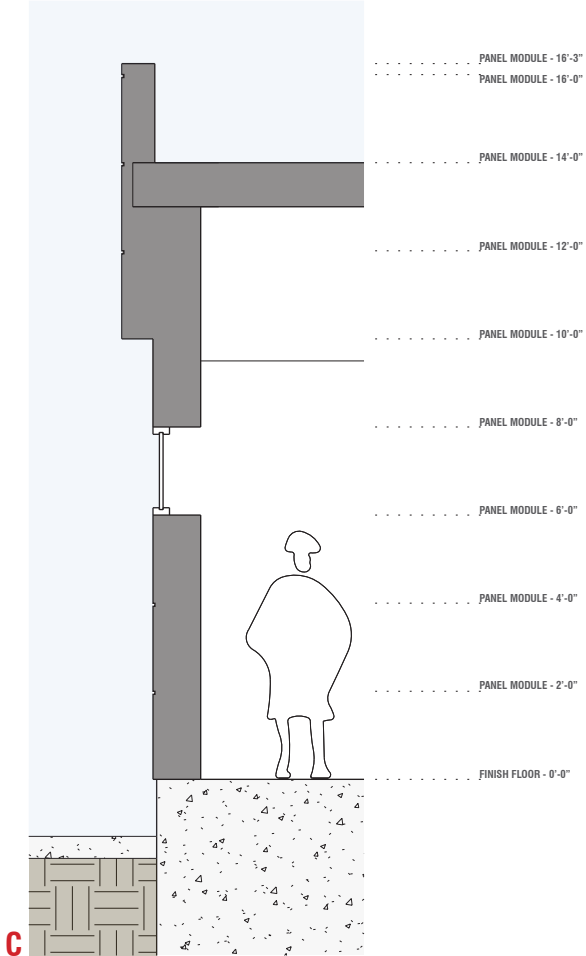 PANEL MODULE - 16'-3"
PANEL MODULE - 16'-0"
PANEL MODULE - 14'-0"
PANEL MODULE - 12'-0"
PANEL MODULE - 10'-0"
PANEL MODULE - 8'-0"
PANEL MODULE - 6'-0"
PANEL MODULE - 4'-0"
PANEL MODULE - 2'-0"
FINISH FLOOR - 0'-0"
C